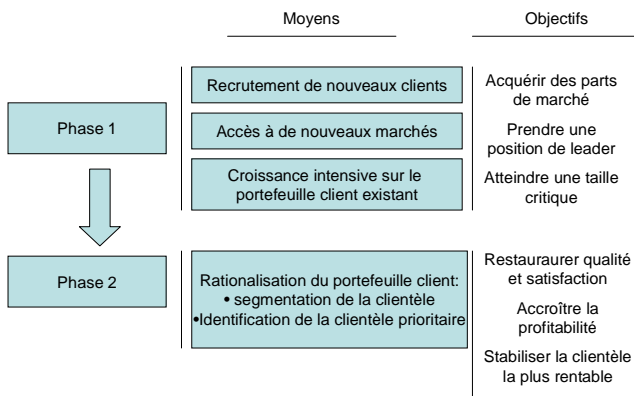 Moyens
Objectifs
Phase 1
Recrutement de nouveaux clients
Accès à de nouveaux marchés
Croissance intensive sur le
portefeuille client existant
Acquérir des parts
de marché
Prendre une
position de leader
Atteindre une taille
critique
Phase 2
Rationalisation du portefeuille client:
• segmentation de la clientèle
•Identification de la clientèle prioritaire
Restauraurer qualité
et satisfaction
Accroître la
profitabilité
Stabiliser la clientèle
la plus rentable